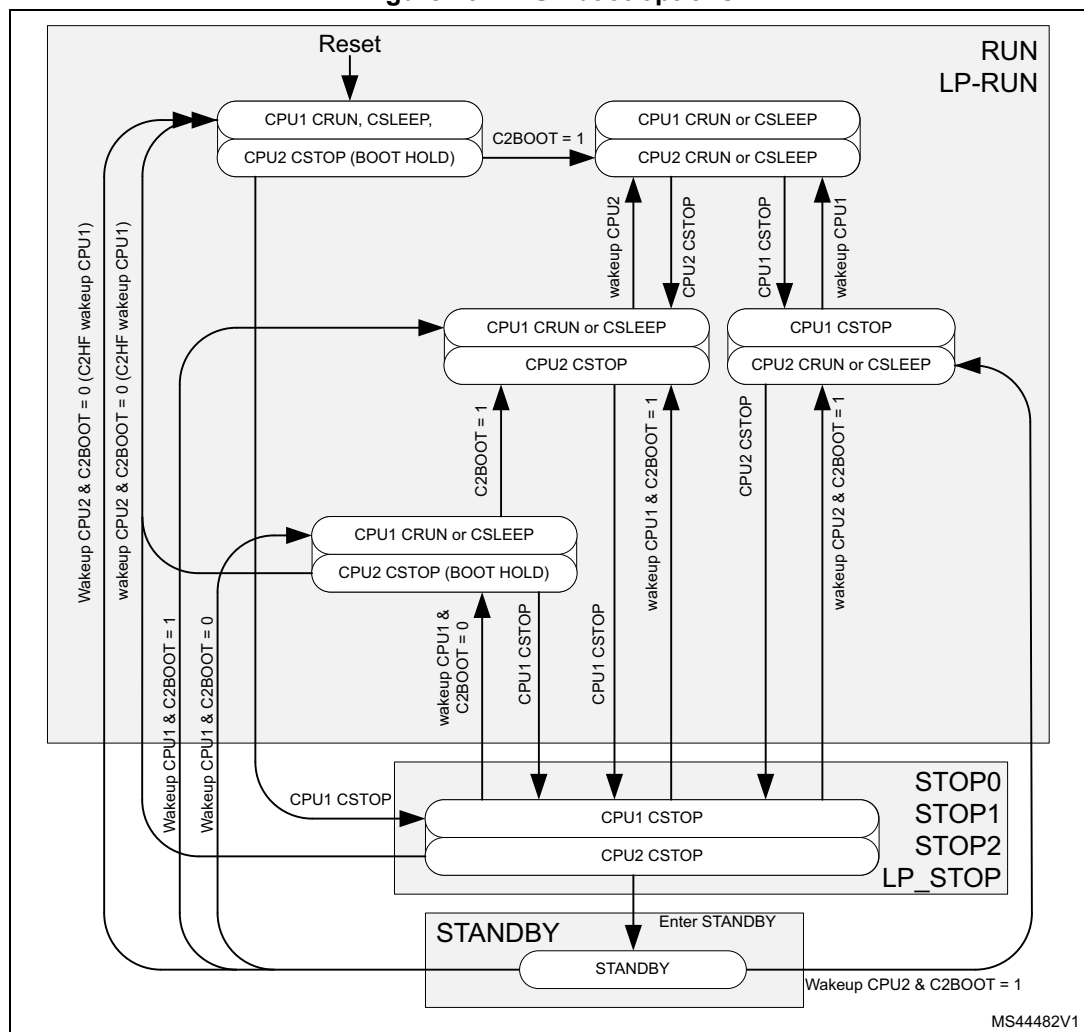 Reset
RUN
LP-RUN
CPU1 CRUN, CSLEEP,
CPU2 CSTOP (BOOT HOLD)
C2BOOT = 1
CPU1 CRUN or CSLEEP
CPU2 CRUN or CSLEEP
wakeup CPU2
CPU2 CSTOP
CPU1 CSTOP
wakeup CPU1
Wakeup CPU2 & C2BOOT = 0 (C2HF wakeup CPU1)
wakeup CPU2 & C2BOOT = 0 (C2HF wakeup CPU1)
CPU1 CRUN or CSLEEP
CPU2 CSTOP
CPU1 CSTOP
CPU2 CRUN or CSLEEP
C2BOOT = 1
CPU1 CSTOP
wakeup CPU1 & C2BOOT = 1
CPU2 CSTOP
wakeup CPU2 & C2BOOT = 1
CPU1 CRUN or CSLEEP
CPU2 CSTOP (BOOT HOLD)
Wakeup CPU1 & C2BOOT = 1
Wakeup CPU1 & C2BOOT = 0
wakeup CPU1 &
C2BOOT = 0
CPU1 CSTOP
CPU1 CSTOP
STOP0
STOP1
STOP2
LP_STOP
CPU1 CSTOP
CPU2 CSTOP
Enter STANDBY
STANDBY
STANDBY
Wakeup CPU2 & C2BOOT = 1
MS44482V1